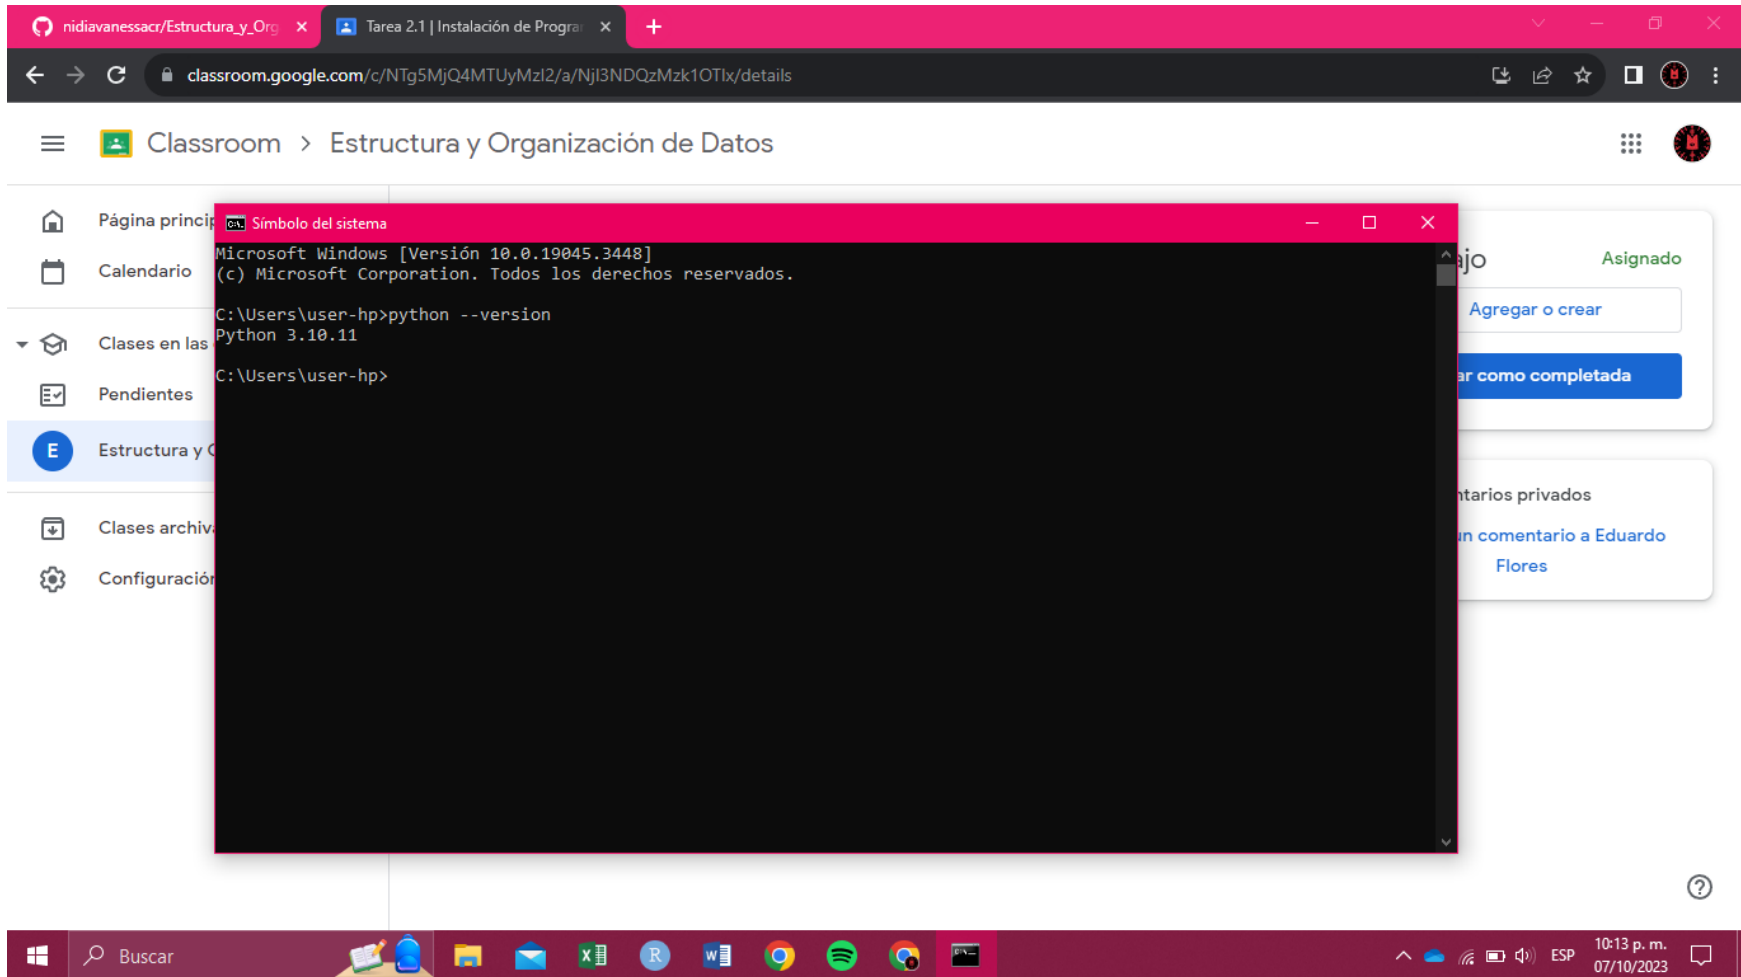 nidiavanessacr/Estructura_y_Org
Tarea 2.1 | Instalación de Progra
classroom.google.com/c/NTg5MjQ4MTUyMzI2/a/NjI3NDQzMzk1OTIx/details
Classroom > Estructura y Organización de Datos
Página princip
Calendario
Clases en las
Pendientes
E Estructura y
Clases archiv
Configuración
Símbolo del sistema
Microsoft Windows [Versión 10.0.19045.3448]
(c) Microsoft Corporation. Todos los derechos reservados.
C:\Users\user-hp>python --version
Python 3.10.11
C:\Users\user-hp>
ajo
Asignado
Agregar o crear
ar como completada
ntarios privados
un comentario a Eduardo
Flores
Buscar
ESP
10:13 p. m.
07/10/2023